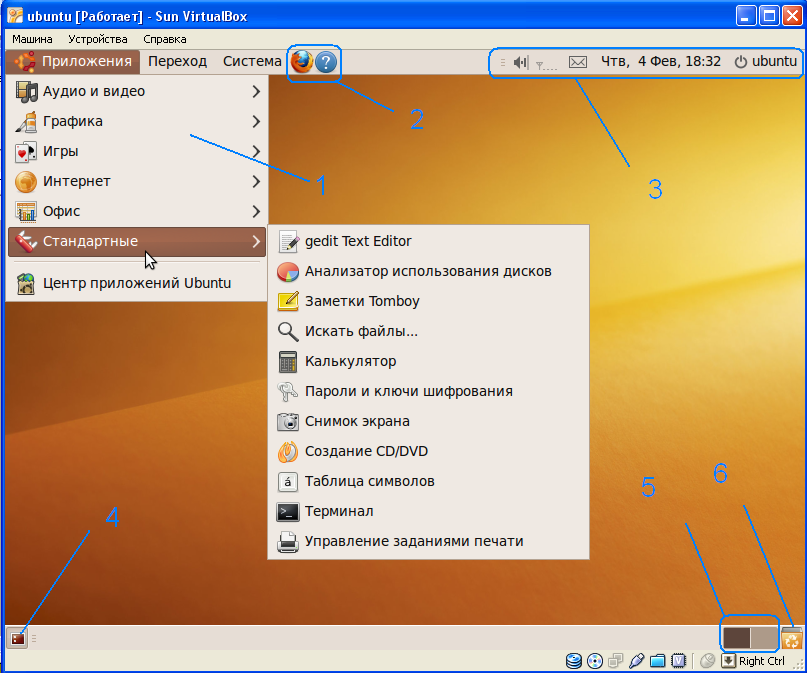 ubuntu [Работает] - Sun VirtualBox
Машина Устройства Справка
Приложения Переход Система ? Чтв, 4 Фев, 18:32 ubuntu
Аудио и видео
Графика
Игры
Интернет
Офис
Стандартные
Центр приложений Ubuntu
gedit Text Editor
Анализатор использования дисков
Заметки Tomboy
Искать файлы...
Калькулятор
Пароли и ключи шифрования
Снимок экрана
Создание CD/DVD
á Таблица символов
>_ Терминал
Управление заданиями печати
1
2
3
4
5
6
Right Ctrl